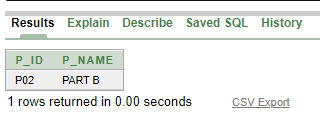 Results Explain Describe Saved SQL History
P_ID P_NAME
P02 PART B
1 rows returned in 0.00 seconds CSV Export